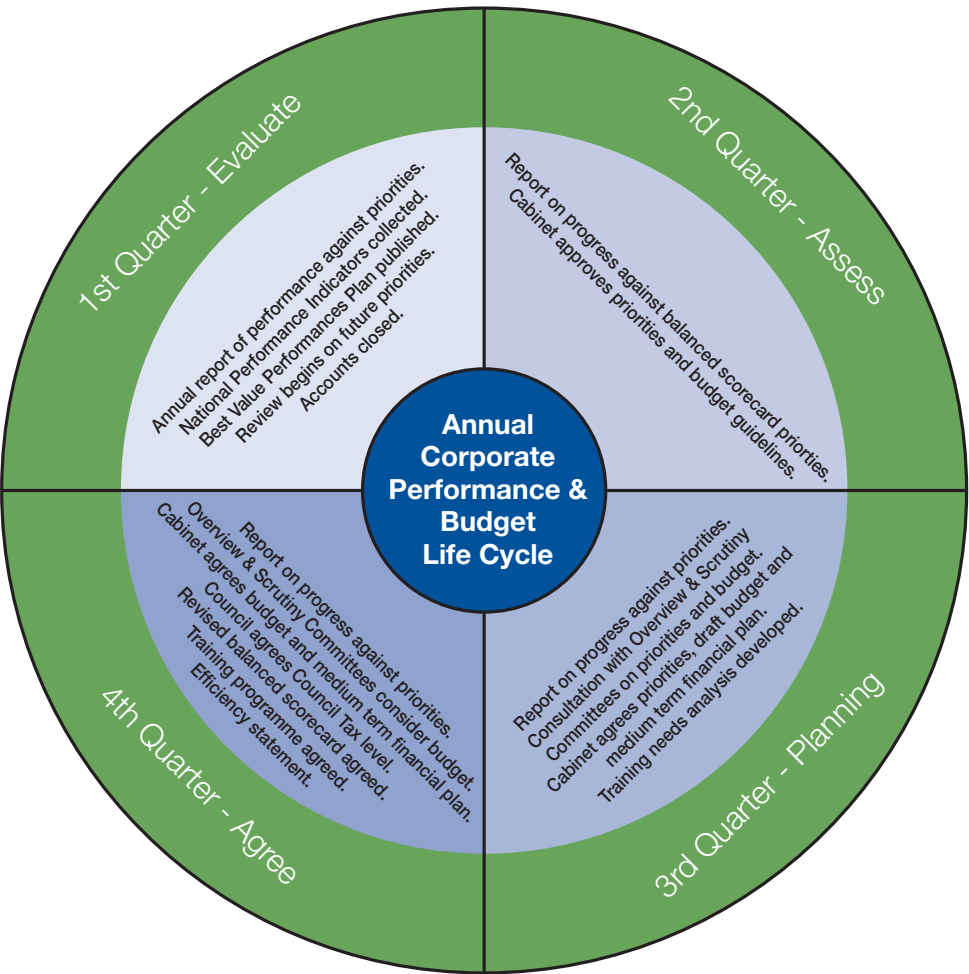 1st Quarter - Evaluate
Annual report of performance against priorities.
National Performance Indicators collected.
Best Value Performances Plan published.
Review begins on future priorities.
Accounts closed.
2nd Quarter - Assess
Report on progress against balanced scorecard priorties.
Cabinet approves priorities and budget guidelines.
Annual
Corporate
Performance &
Budget
Life Cycle
3rd Quarter - Planning
Report on progress against priorities.
Consultation with Overview & Scrutiny
Committees on priorities and budget.
Cabinet agrees priorities, draft budget and
medium term financial plan.
Training needs analysis developed.
4th Quarter - Agree
Report on progress against priorities.
Overview & Scrutiny Committees consider budget.
Cabinet agrees budget and medium term financial plan.
Council agress Council Tax level.
Revised balanced scorecard agreed.
Training programme agreed.
Efficiency statement.